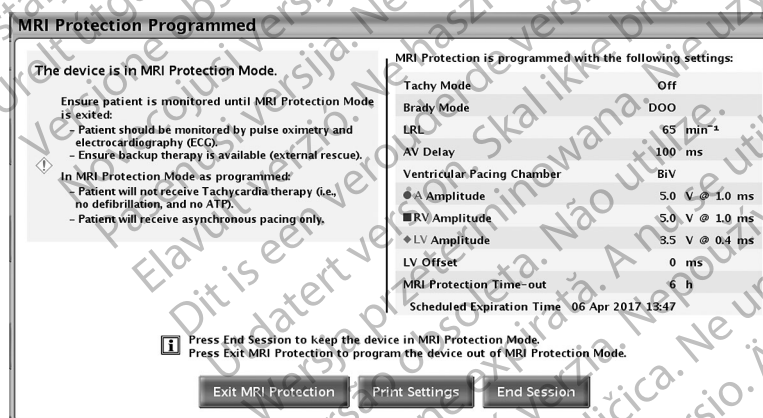 MRI Protection Programmed
The device is in MRI Protection Mode.
Ensure patient is monitored until MRI Protection Mode
is exited:
- Patient should be monitored by pulse oximetry and
electrocardiography (ECG).
- Ensure backup therapy is available (external rescue).
In MRI Protection Mode as programmed:
- Patient will not receive Tachycardia therapy (i.e.,
no defibrillation, and no ATP).
- Patient will receive asynchronous pacing only.
MRI Protection is programmed with the following settings:
Tachy Mode Off
Brady Mode DOO
LRL 65 min⁻¹
AV Delay 100 ms
Ventricular Pacing Chamber BiV
A Amplitude 5.0 V @ 1.0 ms
RV Amplitude 5.0 V @ 1.0 ms
LV Amplitude 3.5 V @ 0.4 ms
LV Offset 0 ms
MRI Protection Time-out 6 h
Scheduled Expiration Time 06 Apr 2017 13:47
Press End Session to keep the device in MRI Protection Mode.
Press Exit MRI Protection to program the device out of MRI Protection Mode.
Exit MRI Protection Print Settings End Session